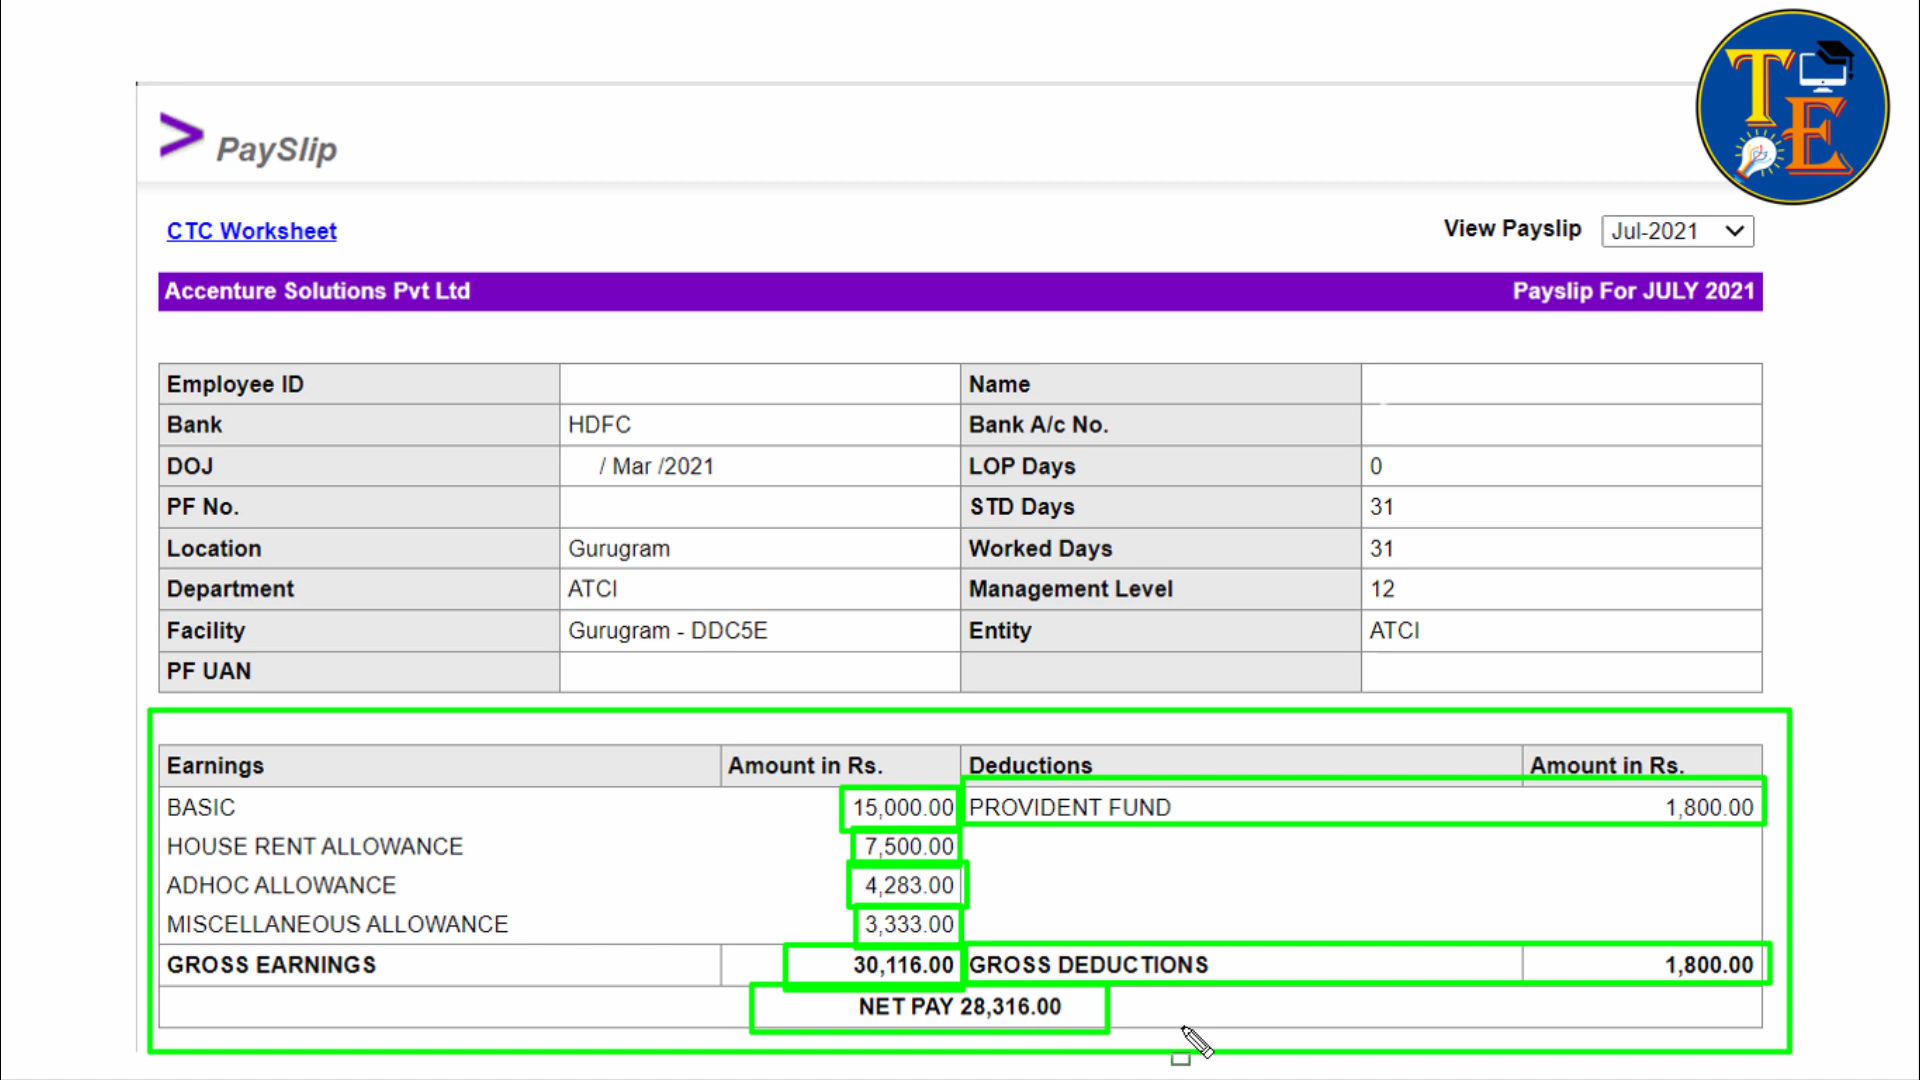 T
E
> PaySlip
CTC Worksheet View Payslip Jul-2021
Accenture Solutions Pvt Ltd Payslip For JULY 2021
Employee ID Name
Bank HDFC Bank A/c No.
DOJ / Mar /2021 LOP Days 0
PF No. STD Days 31
Location Gurugram Worked Days 31
Department ATCI Management Level 12
Facility Gurugram - DDC5E Entity ATCI
PF UAN
Earnings Amount in Rs. Deductions Amount in Rs.
BASIC 15,000.00 PROVIDENT FUND 1,800.00
HOUSE RENT ALLOWANCE 7,500.00
ADHOC ALLOWANCE 4,283.00
MISCELLANEOUS ALLOWANCE 3,333.00
GROSS EARNINGS 30,116.00 GROSS DEDUCTIONS 1,800.00
NET PAY 28,316.00